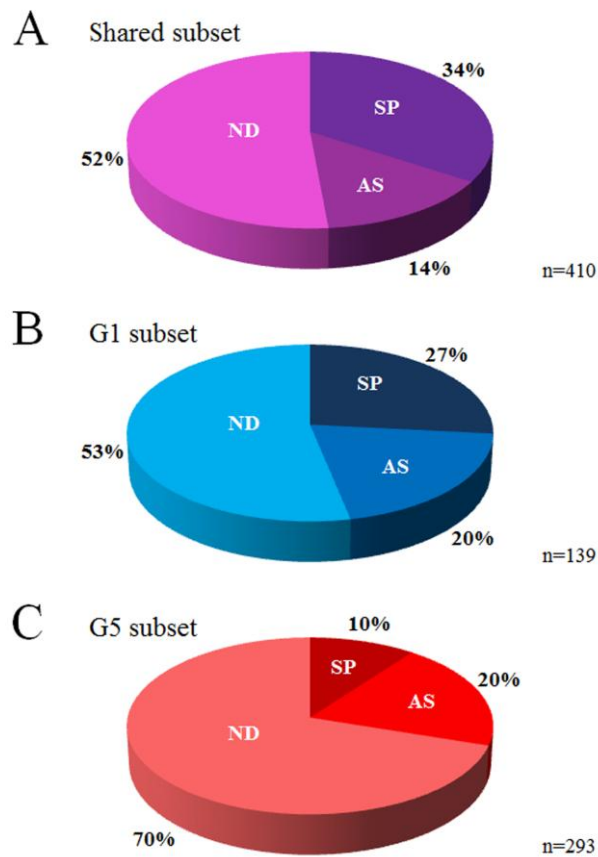 A Shared subset
34%
SP
ND
52%
AS
14%
n=410
B G1 subset
27%
SP
ND
53%
AS
20%
n=139
C G5 subset
10%
SP
20%
AS
ND
70%
n=293